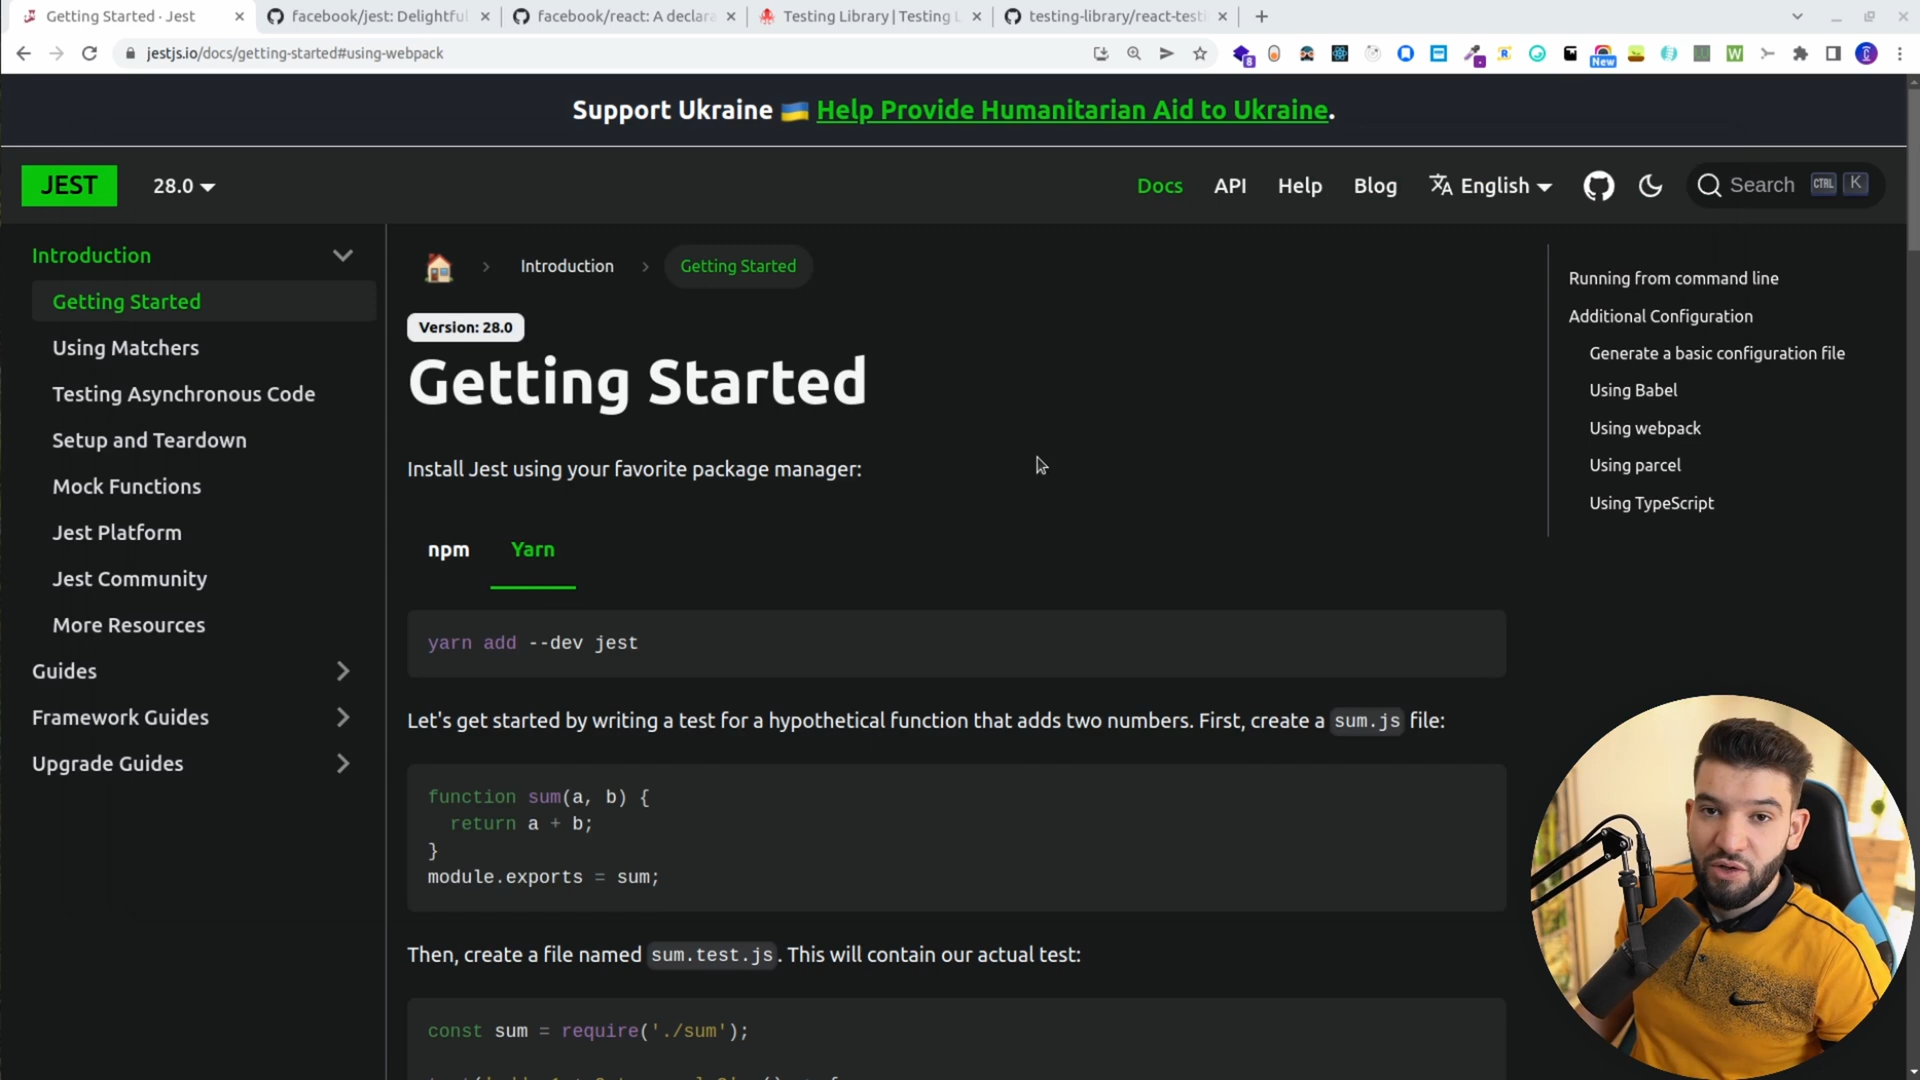 Getting Started · Jest
facebook/jest: Delightful
facebook/react: A declara
Testing Library | Testing L
testing-library/react-testi
jestjs.io/docs/getting-started#using-webpack
8
New
Support Ukraine 🇺🇦 Help Provide Humanitarian Aid to Ukraine.
JEST
28.0
Docs
API
Help
Blog
English
Search
CTRL
K
Introduction
Getting Started
Using Matchers
Testing Asynchronous Code
Setup and Teardown
Mock Functions
Jest Platform
Jest Community
More Resources
Guides
Framework Guides
Upgrade Guides
Introduction
Getting Started
Version: 28.0
Getting Started
Install Jest using your favorite package manager:
npm
Yarn
yarn add --dev jest
Let's get started by writing a test for a hypothetical function that adds two numbers. First, create a sum.js file:
function sum(a, b) {
return a + b;
}
module.exports = sum;
Then, create a file named sum.test.js. This will contain our actual test:
const sum = require('./sum');
Running from command line
Additional Configuration
Generate a basic configuration file
Using Babel
Using webpack
Using parcel
Using TypeScript